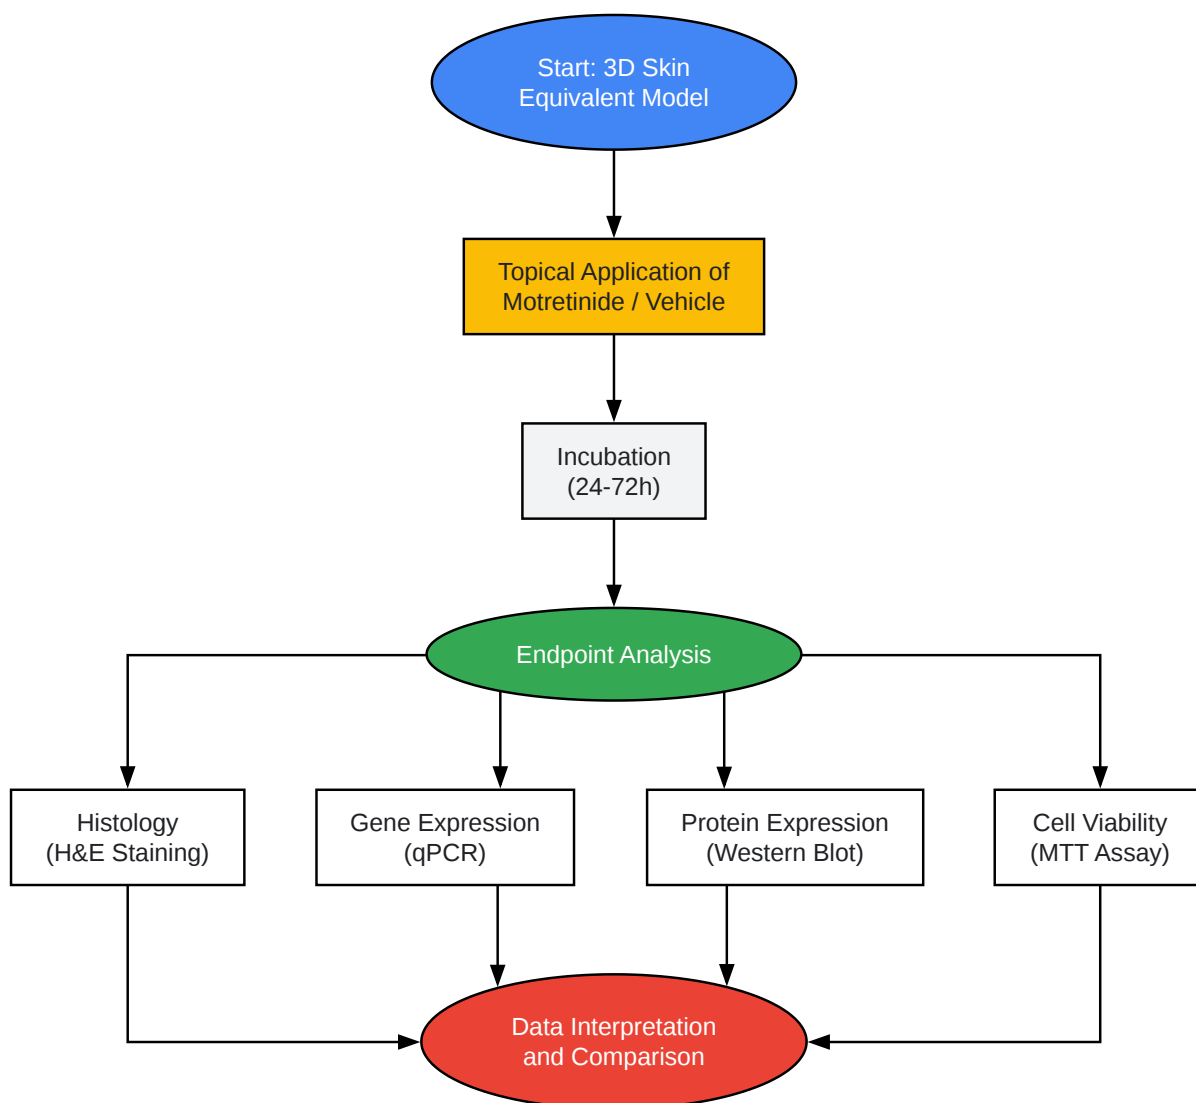 Start: 3D Skin
Equivalent Model
Topical Application of
Motretinide / Vehicle
Incubation
(24-72h)
Endpoint Analysis
Histology
(H&E Staining)
Gene Expression
(qPCR)
Protein Expression
(Western Blot)
Cell Viability
(MTT Assay)
Data Interpretation
and Comparison